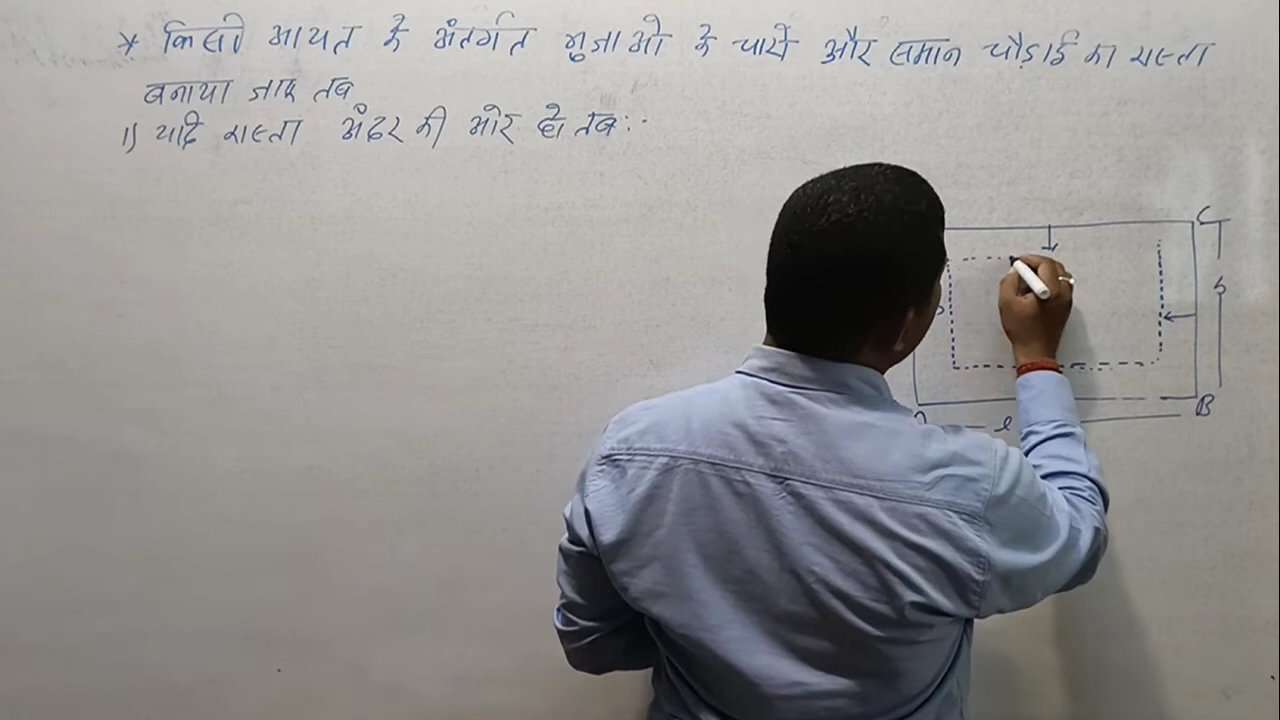 * किसी आयत के अंतर्गत भुजाओ के चारो और समान चौड़ाई का रास्ता
बनाया जाए तब
1) यदि रास्ता अंदर की ओर हो तब :-
C
b
B
l